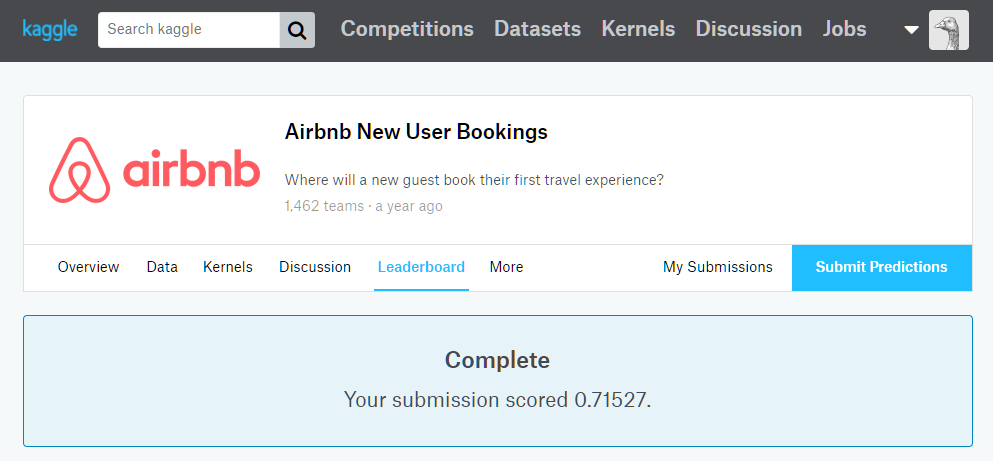 kaggle Search kaggle Competitions Datasets Kernels Discussion Jobs
Airbnb New User Bookings
airbnb
Where will a new guest book their first travel experience?
1,462 teams · a year ago
Overview Data Kernels Discussion Leaderboard More My Submissions Submit Predictions
Complete
Your submission scored 0.71527.